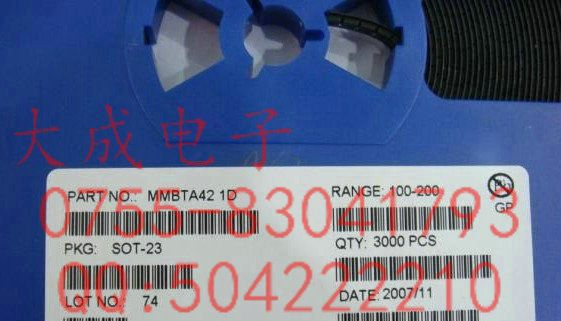 大成电子
PART NO.: MMBTA42 1D
RANGE: 100-200
Pb
GP
0755-83041793
PKG: SOT-23
QTY: 3000 PCS
QQ:504222210
LOT NO.: 74
DATE: 2007/11